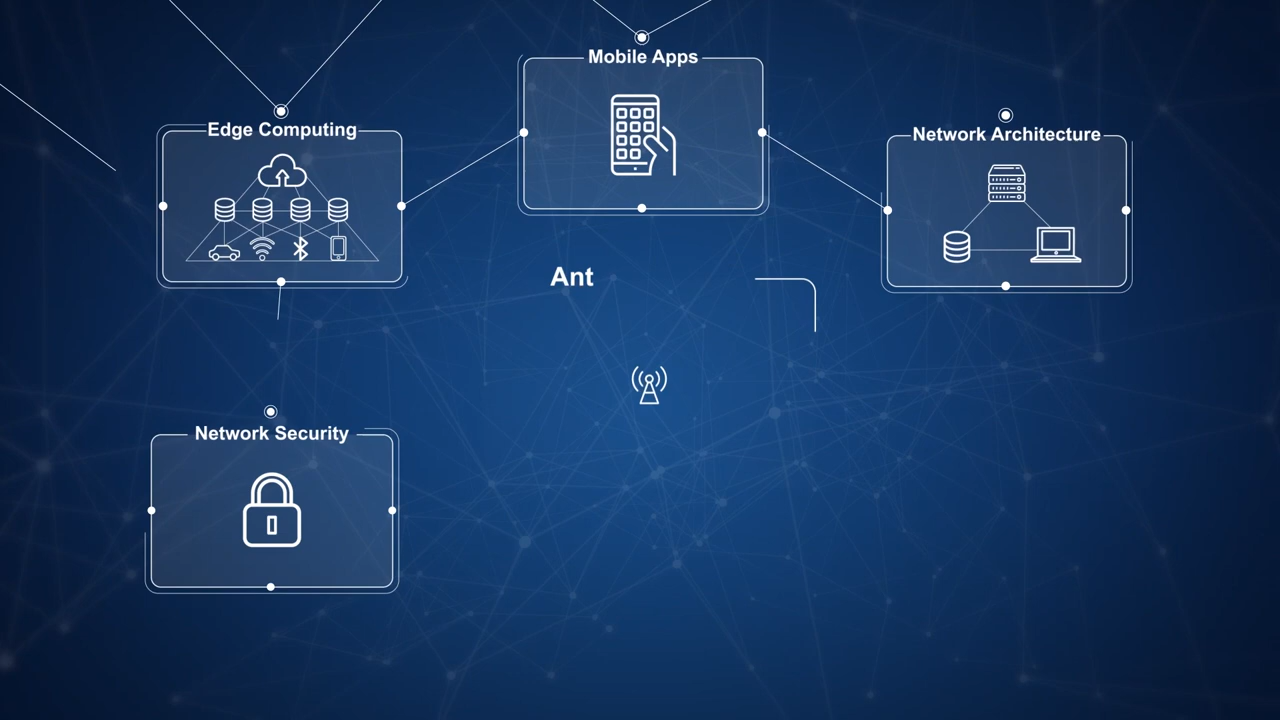 Mobile Apps
Edge Computing
Network Architecture
Ant
Network Security